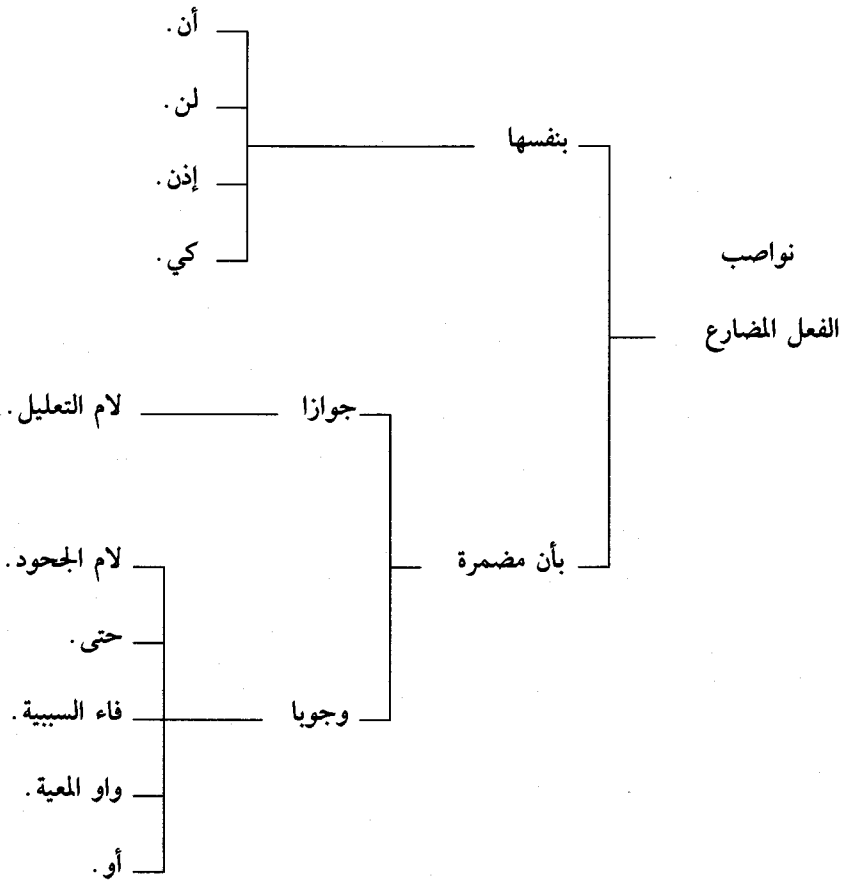 نواصب
الفعل المضارع
بنفسها
أن.
لن.
إذن.
كي.
بأن مضمرة
جوازا
لام التعليل.
وجوبا
لام الجحود.
حتى.
فاء السببية.
واو المعية.
أو.